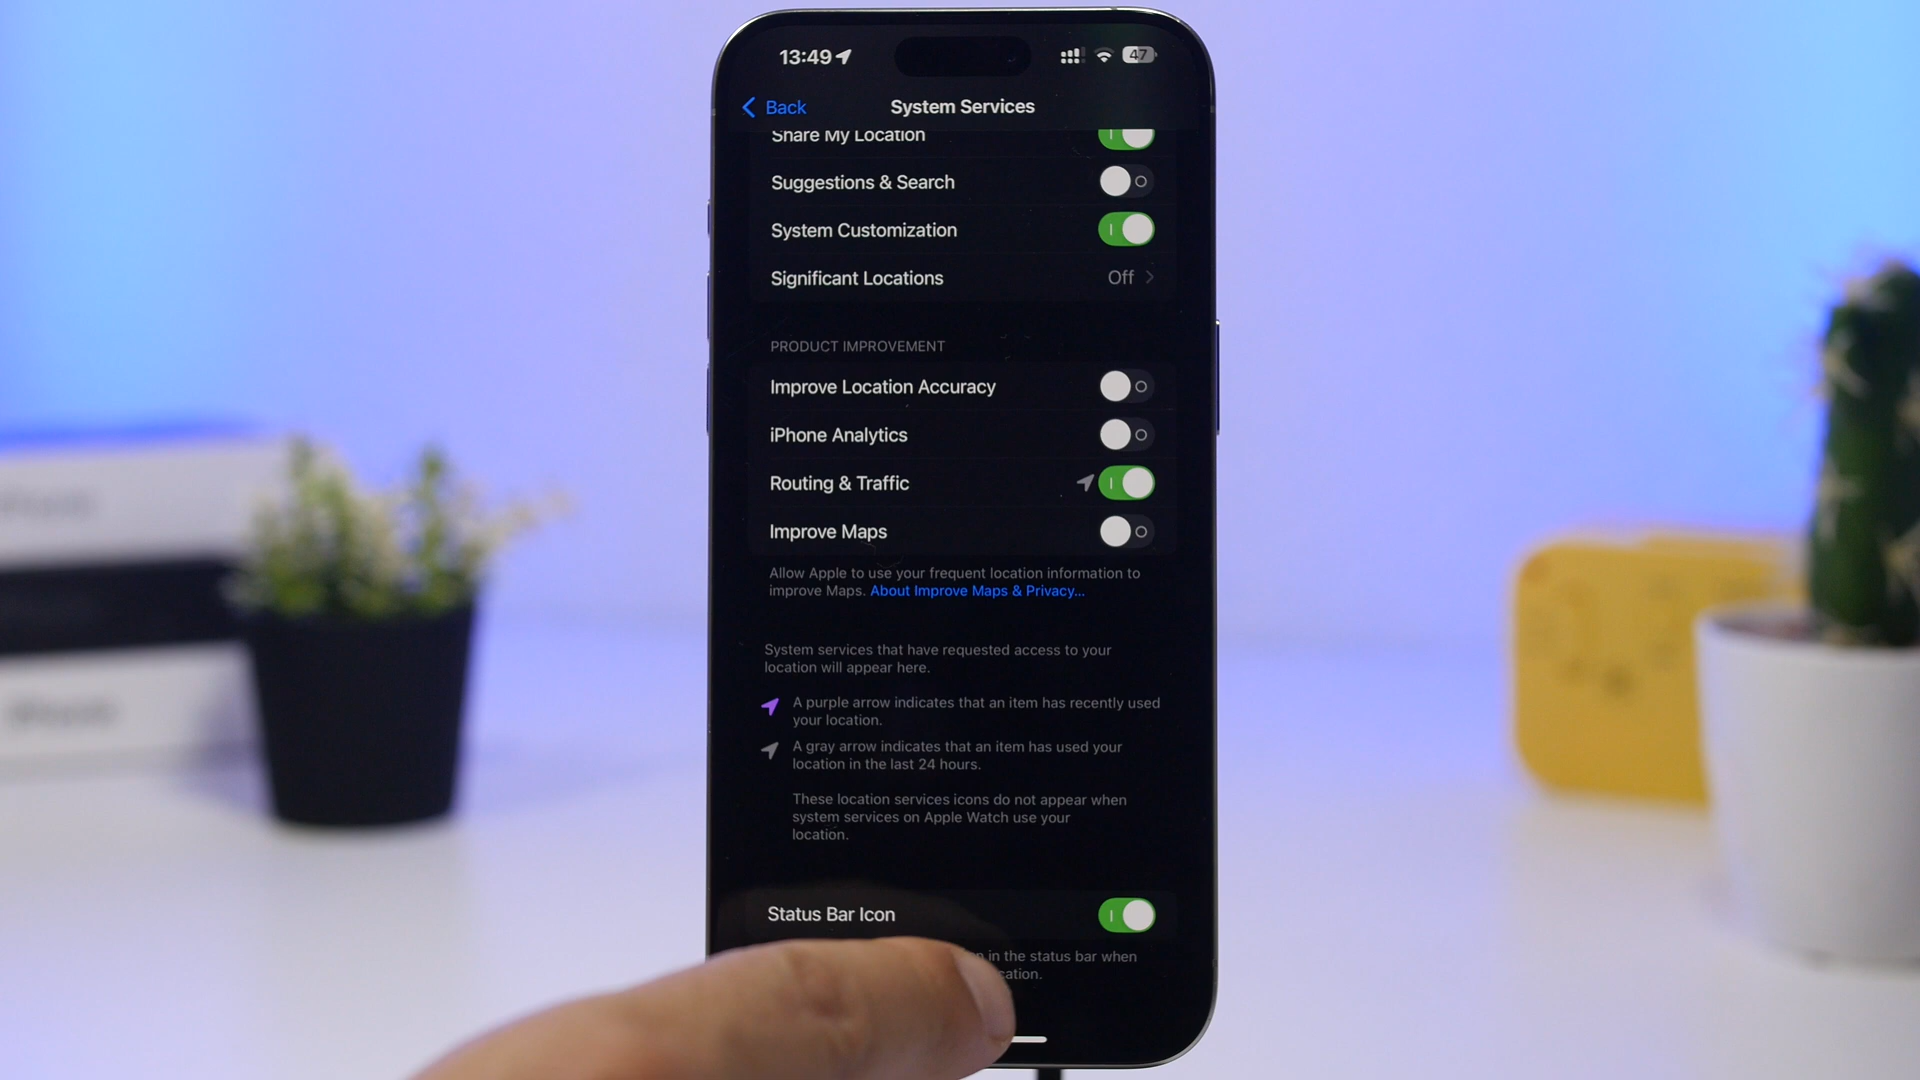 13:49
47
Back
System Services
Share My Location
Suggestions & Search
System Customization
Significant Locations
Off
PRODUCT IMPROVEMENT
Improve Location Accuracy
iPhone Analytics
Routing & Traffic
Improve Maps
Allow Apple to use your frequent location information to
improve Maps. About Improve Maps & Privacy...
System services that have requested access to your
location will appear here.
A purple arrow indicates that an item has recently used
your location.
A gray arrow indicates that an item has used your
location in the last 24 hours.
These location services icons do not appear when
system services on Apple Watch use your
location.
Status Bar Icon
in the status bar when